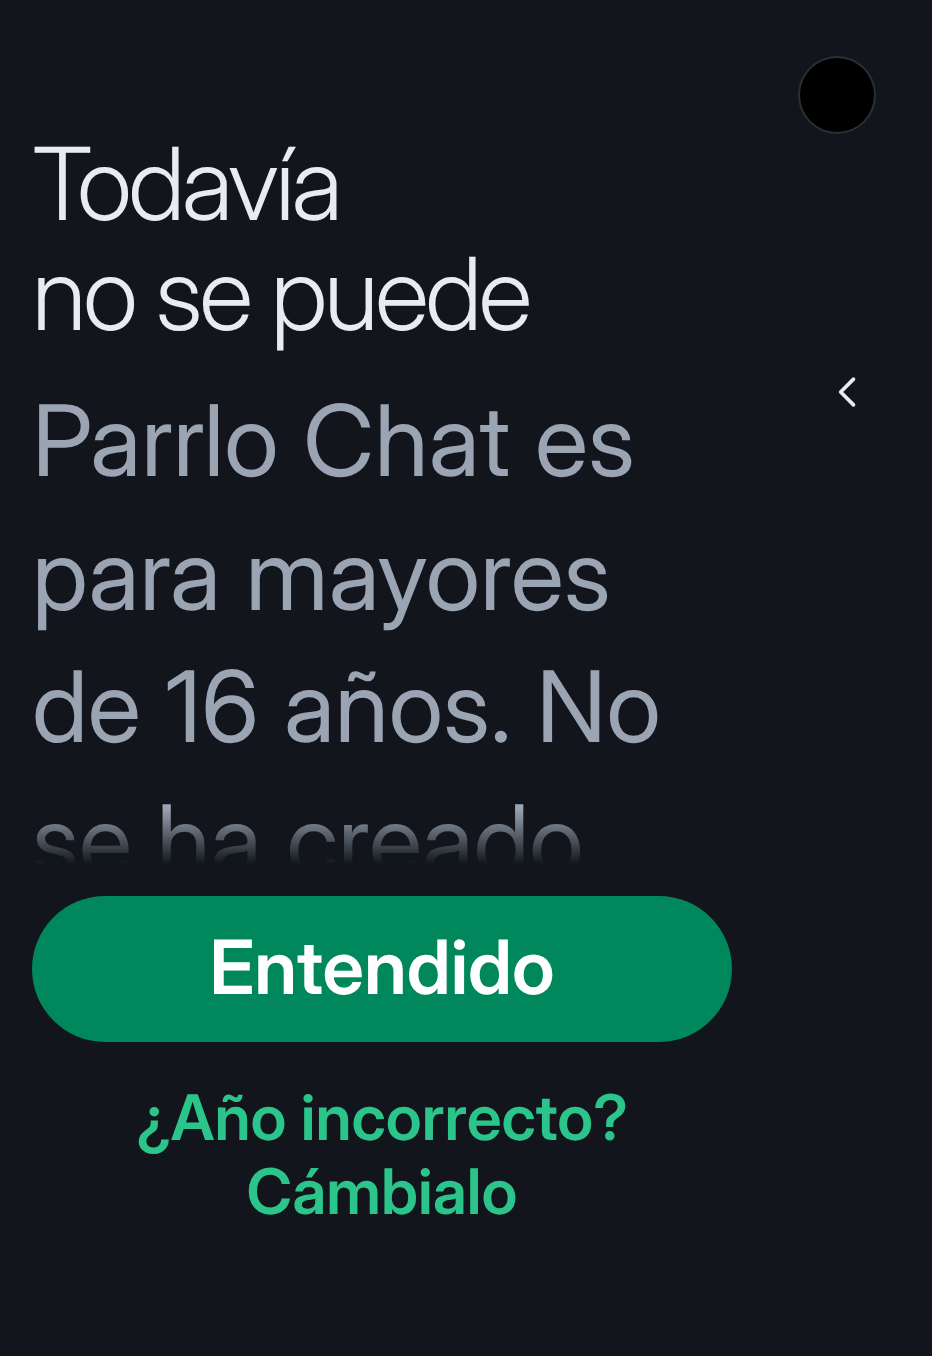 Todavía
no se puede
Parrlo Chat es
para mayores
de 16 años. No
se ha creado
Entendido
¿Año incorrecto?
Cámbialo